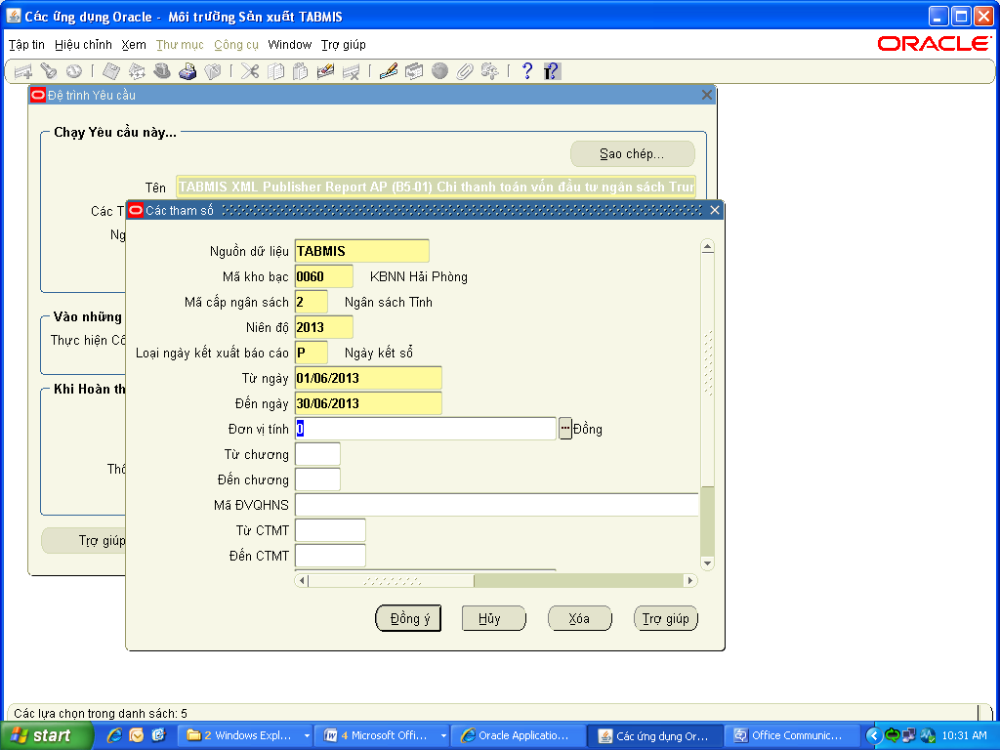 Các ứng dụng Oracle - Môi trường Sản xuất TABMIS
Tập tin Hiệu chỉnh Xem Thư mục Công cụ Window Trợ giúp
ORACLE
Đệ trình Yêu cầu
Chạy Yêu cầu này...
Sao chép...
Tên TABMIS XML Publisher Report AP (B5-01) Chi thanh toán vốn đầu tư ngân sách Trun
Các T
Ng
Vào những
Thực hiện Cô
Khi Hoàn th
Thô
Trợ giúp
Các tham số
Nguồn dữ liệu TABMIS
Mã kho bạc 0060 KBNN Hải Phòng
Mã cấp ngân sách 2 Ngân sách Tỉnh
Niên độ 2013
Loại ngày kết xuất báo cáo P Ngày kết sổ
Từ ngày 01/06/2013
Đến ngày 30/06/2013
Đơn vị tính 0 ... Đồng
Từ chương
Đến chương
Mã ĐVQHNS
Từ CTMT
Đến CTMT
Đồng ý Hủy Xóa Trợ giúp
Các lựa chọn trong danh sách: 5
start 2 Windows Expl... 4 Microsoft Offi... Oracle Applicatio... Các ứng dụng Or... Office Communic... 10:31 AM